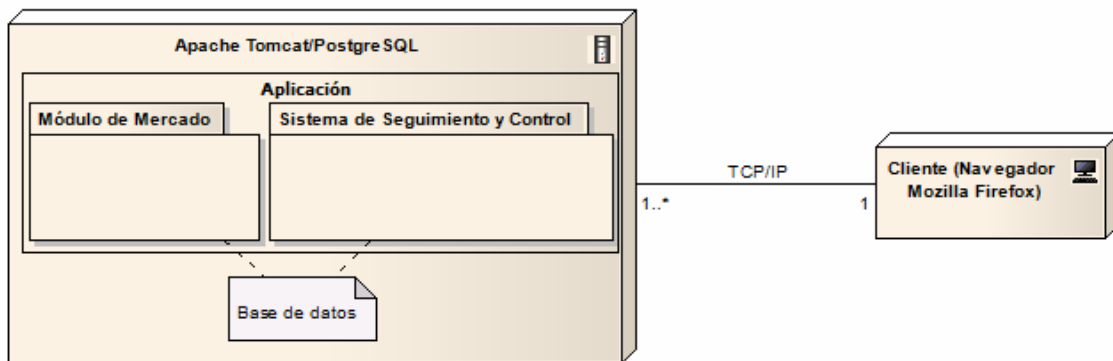 Apache Tomcat/PostgreSQL
Aplicación
Módulo de Mercado
Sistema de Seguimiento y Control
Base de datos
TCP/IP
1..*
1
Cliente (Navegador
Mozilla Firefox)